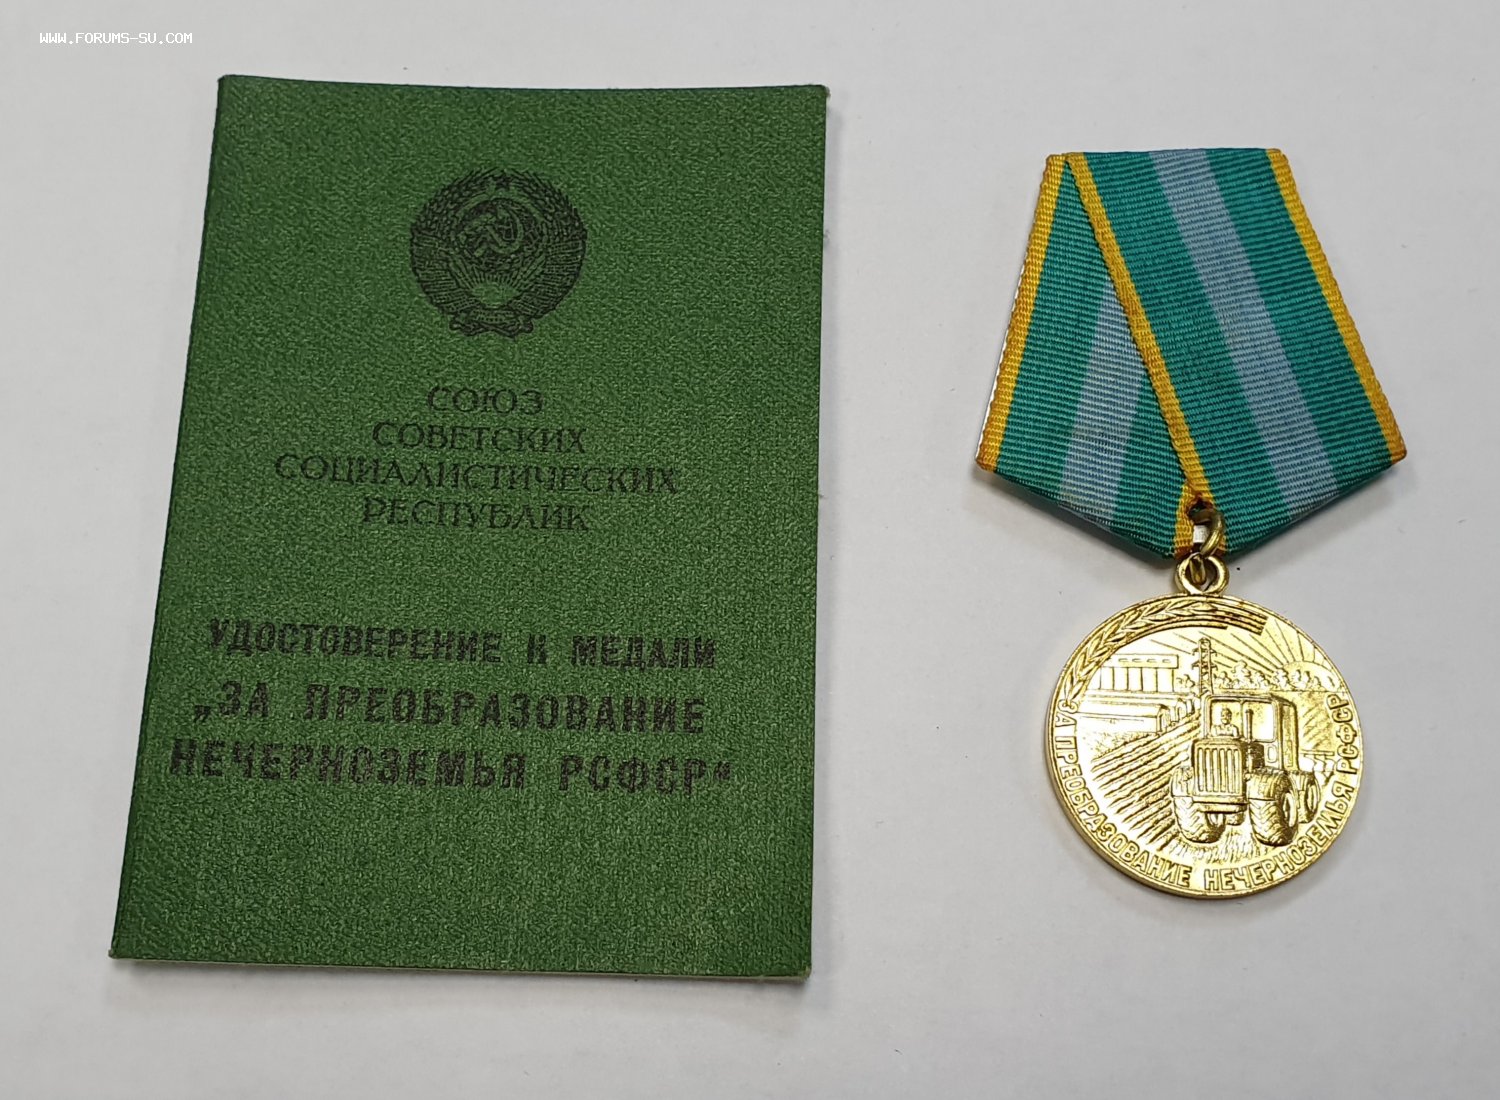 WWW.FORUMS-SU.COM
СОЮЗ
СОВЕТСКИХ
СОЦИАЛИСТИЧЕСКИХ
РЕСПУБЛИК
УДОСТОВЕРЕНИЕ К МЕДАЛИ
„ЗА ПРЕОБРАЗОВАНИЕ
НЕЧЕРНОЗЕМЬЯ РСФСР“
ЗА ПРЕОБРАЗОВАНИЕ НЕЧЕРНОЗЕМЬЯ РСФСР